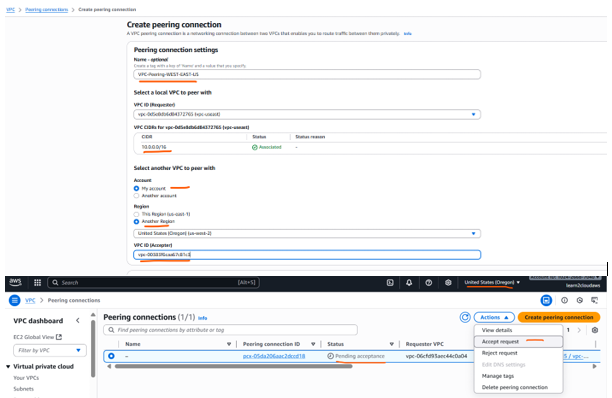 VPC > Peering connections > Create peering connection
Create peering connection
A VPC peering connection is a networking connection between two VPCs that enables you to route traffic between them privately. Info
Peering connection settings
Name - optional
Create a tag with a key of 'Name' and a value that you specify.
VPC-Peering-WEST-EAST-US
Select a local VPC to peer with
VPC ID (Requester)
(vpc-useast)
VPC CIDRs for (vpc-useast)
CIDR Status Status reason
10.0.0.0/16 Associated -
Select another VPC to peer with
Account
My account
Another account
Region
This Region (us-east-1)
Another Region
United States (Oregon) (us-west-2)
VPC ID (Accepter)
aws Search [Alt+S] United States (Oregon)
learn2cloudaws
VPC > Peering connections
VPC dashboard
EC2 Global View
Filter by VPC
Virtual private cloud
Your VPCs
Subnets
Peering connections (1/1) Info
Actions Create peering connection
Find peering connections by attribute or tag
1
Name Peering connection ID Status Requester VPC
- pcx-05da206aac2dccd18 Pending acceptance vpc-06cfd93aec44c0a04
View details
Accept request
Reject request
Edit DNS settings
Manage tags
Delete peering connection